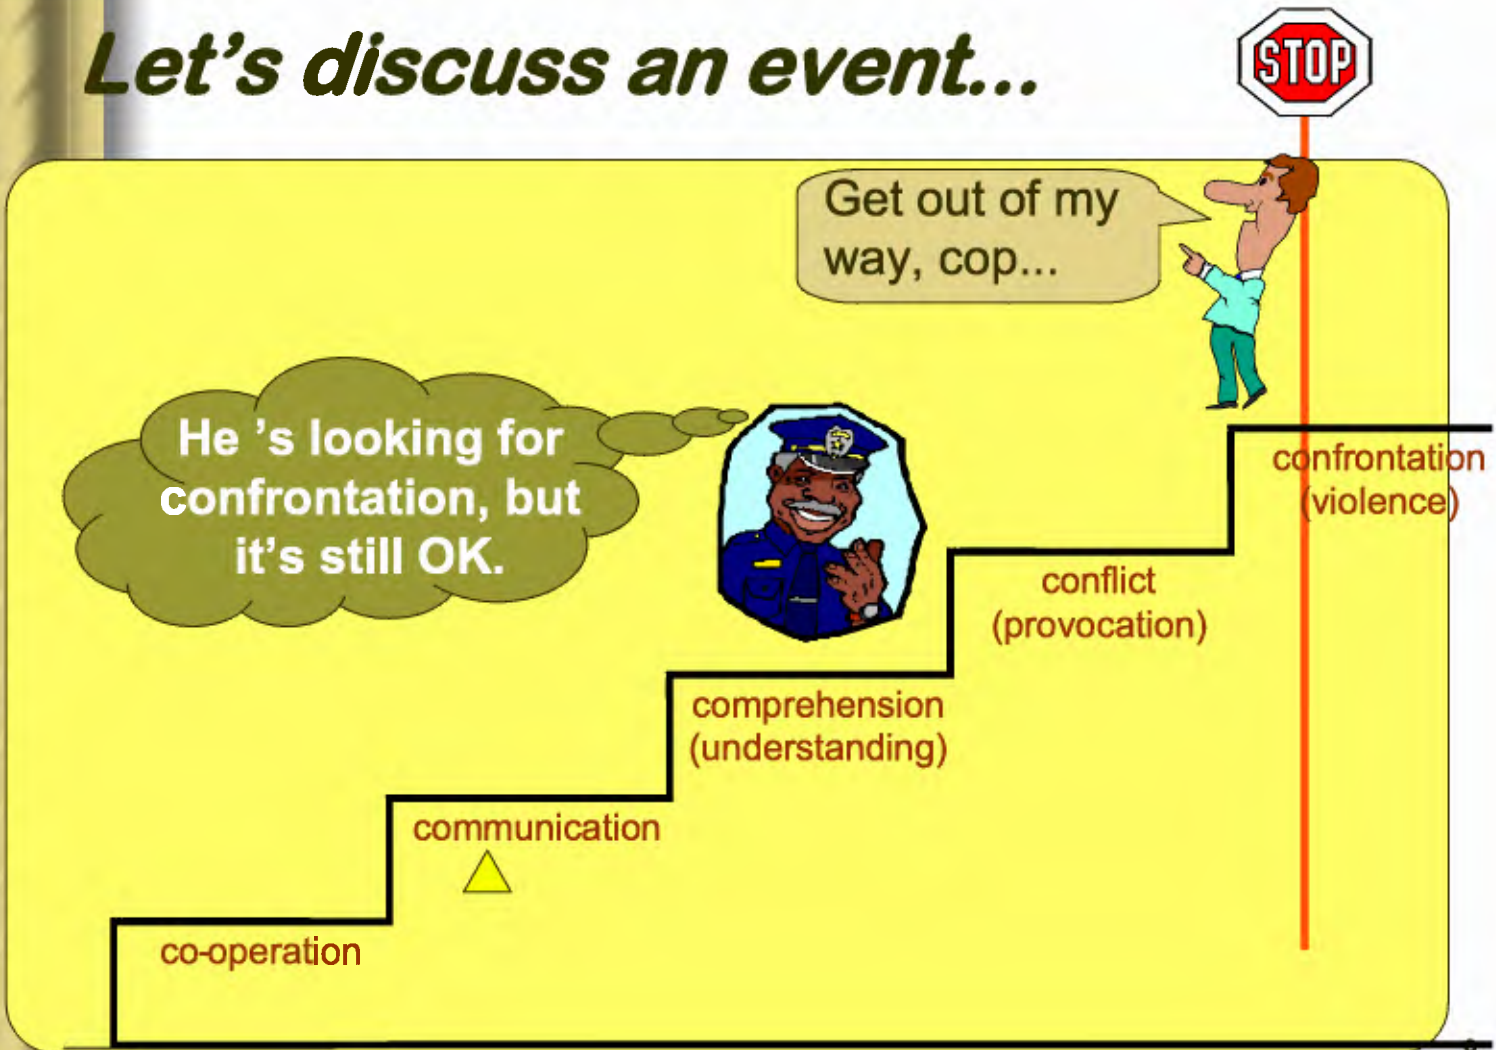 Let's discuss an event...
STOP
Get out of my
way, cop...
He 's looking for
confrontation, but
it's still OK.
confrontation
(violence)
conflict
(provocation)
comprehension
(understanding)
communication
co-operation